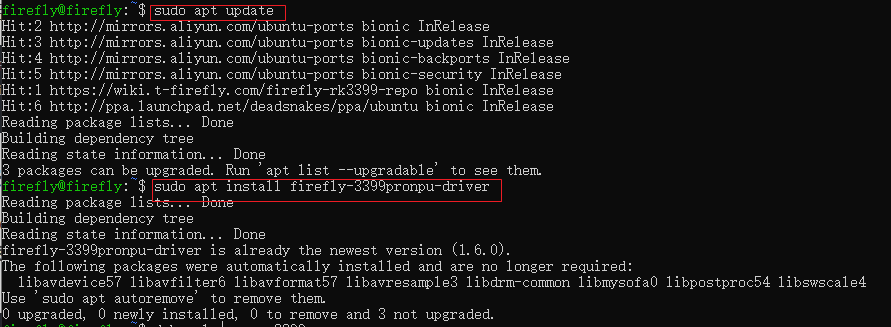 firefly@firefly:~$ sudo apt update
Hit:2 http://mirrors.aliyun.com/ubuntu-ports bionic InRelease
Hit:3 http://mirrors.aliyun.com/ubuntu-ports bionic-updates InRelease
Hit:4 http://mirrors.aliyun.com/ubuntu-ports bionic-backports InRelease
Hit:5 http://mirrors.aliyun.com/ubuntu-ports bionic-security InRelease
Hit:1 https://wiki.t-firefly.com/firefly-rk3399-repo bionic InRelease
Hit:6 http://ppa.launchpad.net/deadsnakes/ppa/ubuntu bionic InRelease
Reading package lists... Done
Building dependency tree
Reading state information... Done
3 packages can be upgraded. Run 'apt list --upgradable' to see them.
firefly@firefly:~$ sudo apt install firefly-3399pronpu-driver
Reading package lists... Done
Building dependency tree
Reading state information... Done
firefly-3399pronpu-driver is already the newest version (1.6.0).
The following packages were automatically installed and are no longer required:
  libavdevice57 libavfilter6 libavformat57 libavresample3 libdrm-common libmysofa0 libpostproc54 libswscale4
Use 'sudo apt autoremove' to remove them.
0 upgraded, 0 newly installed, 0 to remove and 3 not upgraded.